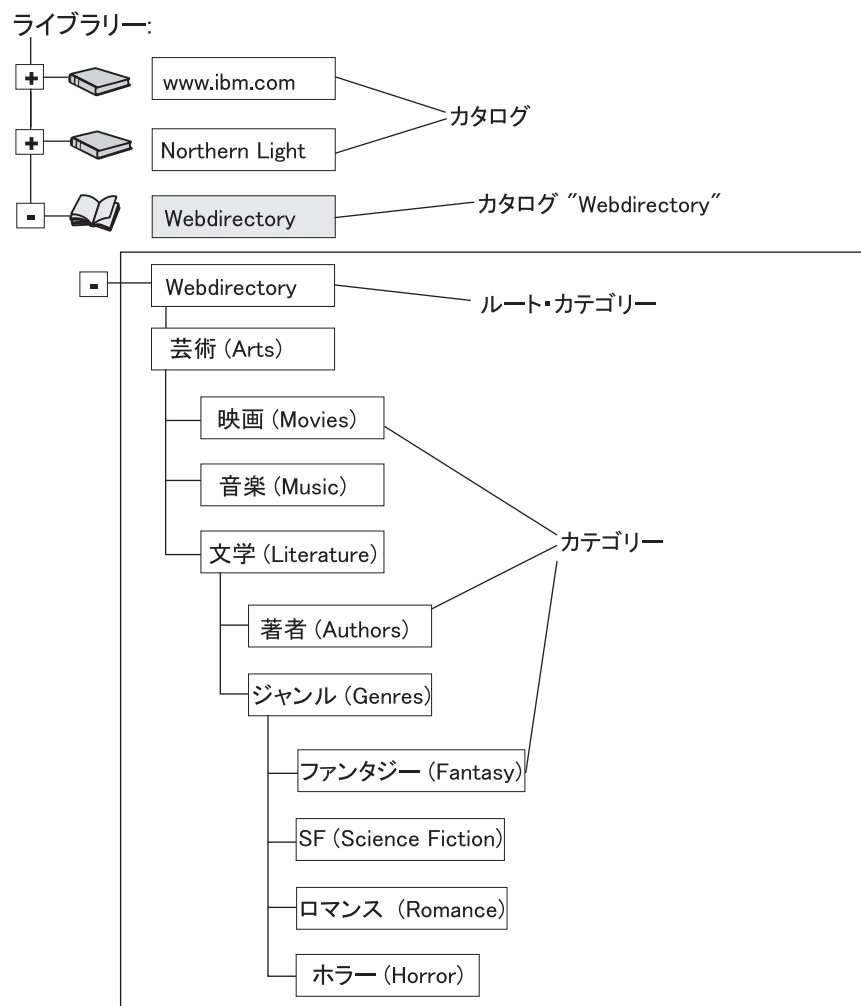 ライブラリー:
+
www.ibm.com
カタログ
+
Northern Light
-
Webdirectory
カタログ "Webdirectory"
-
Webdirectory
ルート・カテゴリー
芸術 (Arts)
映画 (Movies)
音楽 (Music)
文学 (Literature)
カテゴリー
著者 (Authors)
ジャンル (Genres)
ファンタジー (Fantasy)
SF (Science Fiction)
ロマンス (Romance)
ホラー (Horror)